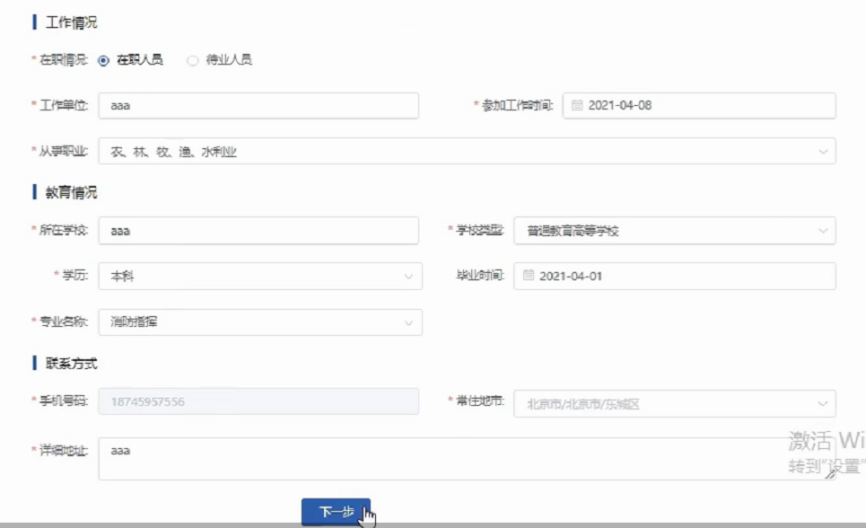 工作情况
* 在职情况: 在职人员 待业人员
* 工作单位: aaa * 参加工作时间: 2021-04-08
* 从事职业: 农、林、牧、渔、水利业
教育情况
* 所在学校: aaa * 学校类型: 普通教育高等学校
* 学历: 本科 毕业时间: 2021-04-01
* 专业名称: 消防指挥
联系方式
* 手机号码: 18745957556 * 常住地市: 北京市/北京市/东城区
激活 Wi
* 详细地址: aaa
转到"设置"
下一步